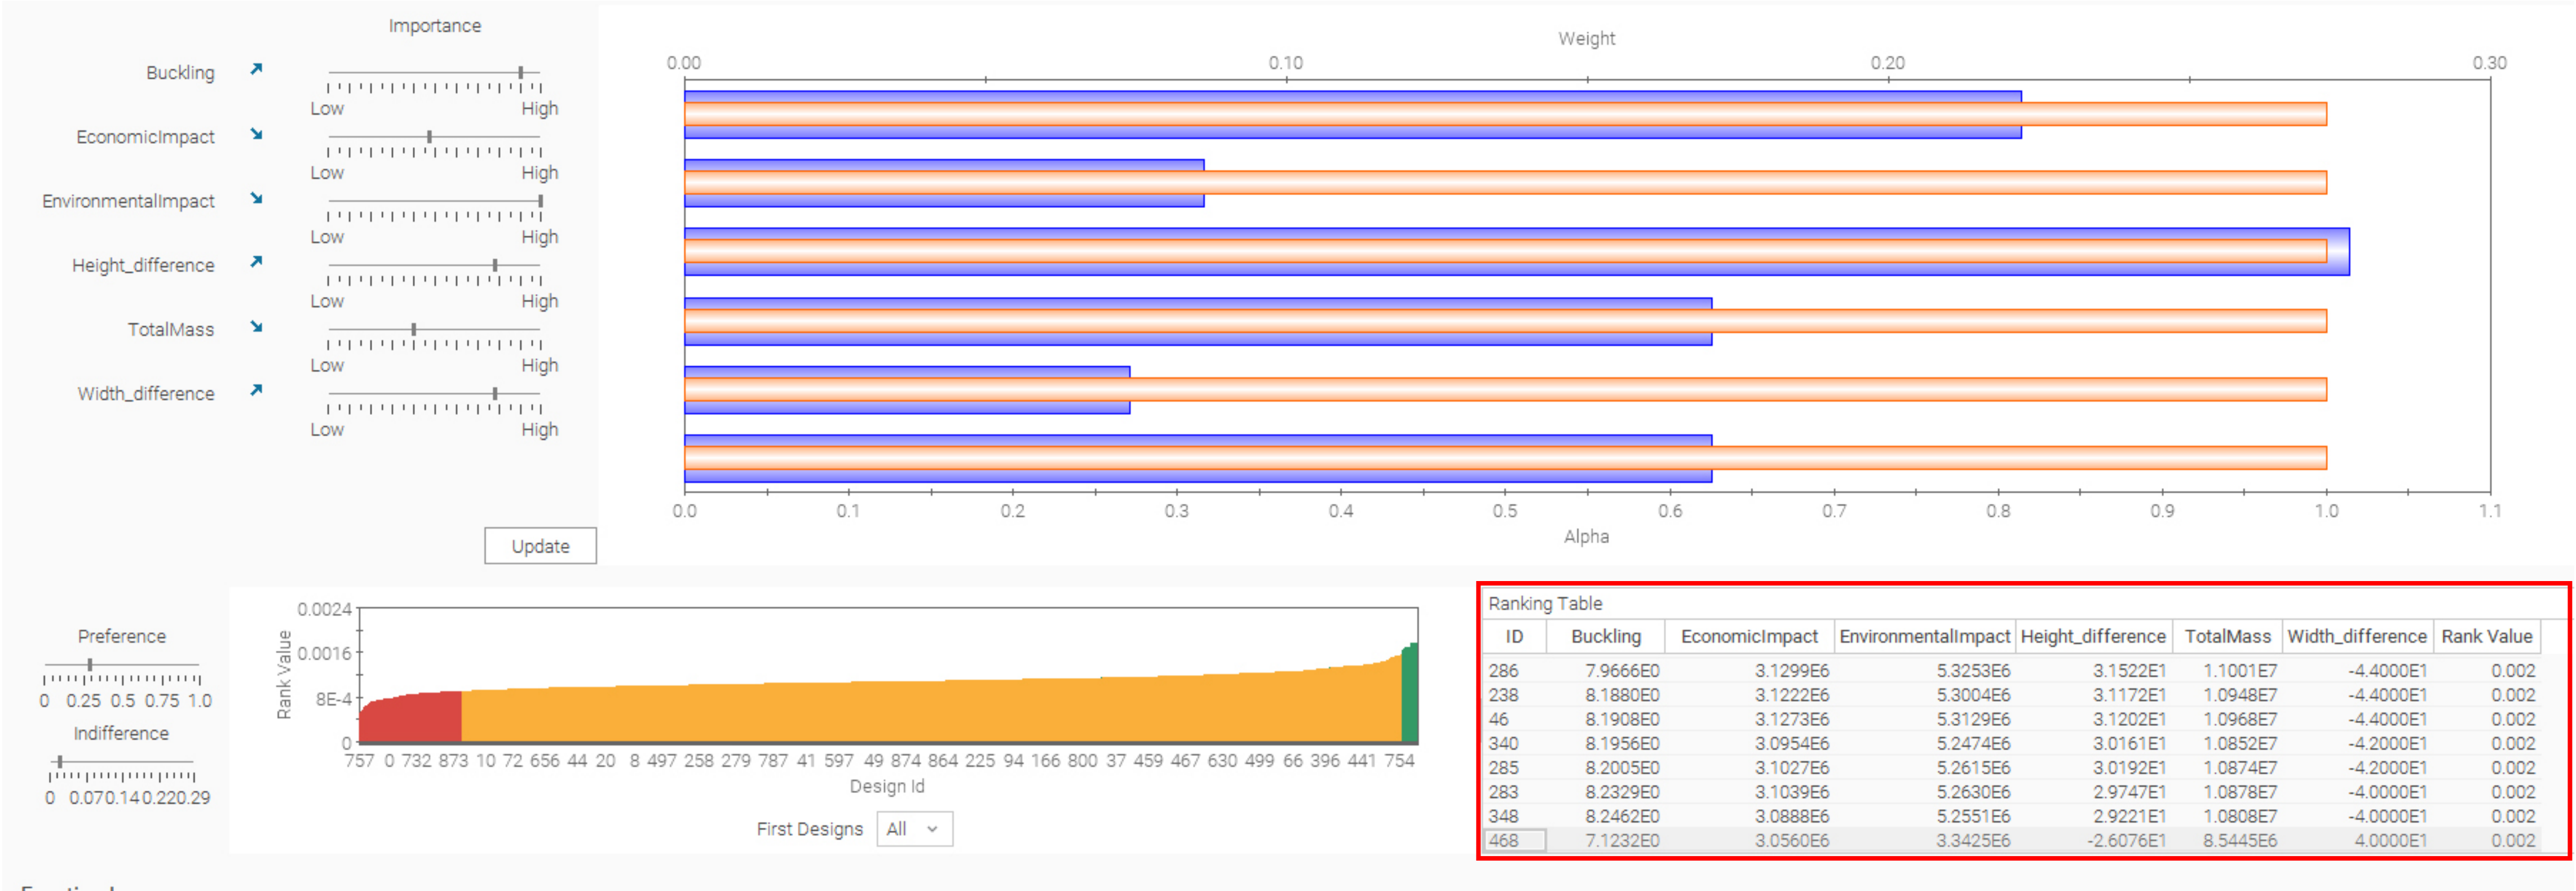 Importance
Buckling
Low High
EconomicImpact
Low High
EnvironmentalImpact
Low High
Height_difference
Low High
TotalMass
Low High
Width_difference
Low High
Update
Weight
0.00 0.10 0.20 0.30
0.0 0.1 0.2 0.3 0.4 0.5 0.6 0.7 0.8 0.9 1.0 1.1
Alpha
Preference
0 0.25 0.5 0.75 1.0
Indifference
0 0.07 0.14 0.22 0.29
Rank Value
0.0024
0.0016
8E-4
0
757 0 732 873 10 72 656 44 20 8 497 258 279 787 41 597 49 874 864 225 94 166 800 37 459 467 630 499 66 396 441 754
Design Id
First Designs All
Ranking Table
ID Buckling EconomicImpact EnvironmentalImpact Height_difference TotalMass Width_difference Rank Value
286 7.9666E0 3.1299E6 5.3253E6 3.1522E1 1.1001E7 -4.4000E1 0.002
238 8.1880E0 3.1222E6 5.3004E6 3.1172E1 1.0948E7 -4.4000E1 0.002
46 8.1908E0 3.1273E6 5.3129E6 3.1202E1 1.0968E7 -4.4000E1 0.002
340 8.1956E0 3.0954E6 5.2474E6 3.0161E1 1.0852E7 -4.2000E1 0.002
285 8.2005E0 3.1027E6 5.2615E6 3.0192E1 1.0874E7 -4.2000E1 0.002
283 8.2329E0 3.1039E6 5.2630E6 2.9747E1 1.0878E7 -4.0000E1 0.002
348 8.2462E0 3.0888E6 5.2551E6 2.9221E1 1.0808E7 -4.0000E1 0.002
468 7.1232E0 3.0560E6 3.3425E6 -2.6076E1 8.5445E6 4.0000E1 0.002